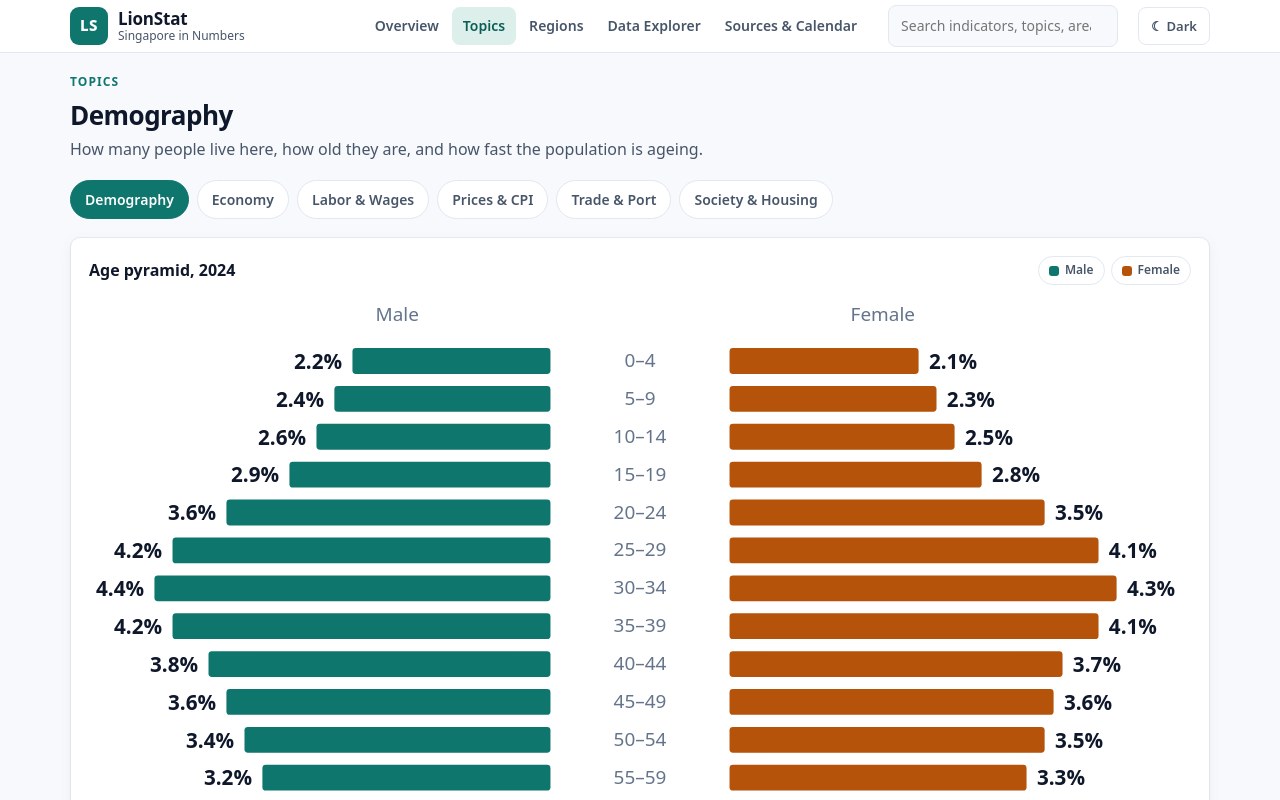 LS
LionStat
Singapore in Numbers
Overview
Topics
Regions
Data Explorer
Sources & Calendar
Search indicators, topics, are
☾ Dark
TOPICS
Demography
How many people live here, how old they are, and how fast the population is ageing.
Demography
Economy
Labor & Wages
Prices & CPI
Trade & Port
Society & Housing
Age pyramid, 2024
Male
Female
Male
Female
2.2% 0–4 2.1%
2.4% 5–9 2.3%
2.6% 10–14 2.5%
2.9% 15–19 2.8%
3.6% 20–24 3.5%
4.2% 25–29 4.1%
4.4% 30–34 4.3%
4.2% 35–39 4.1%
3.8% 40–44 3.7%
3.6% 45–49 3.6%
3.4% 50–54 3.5%
3.2% 55–59 3.3%